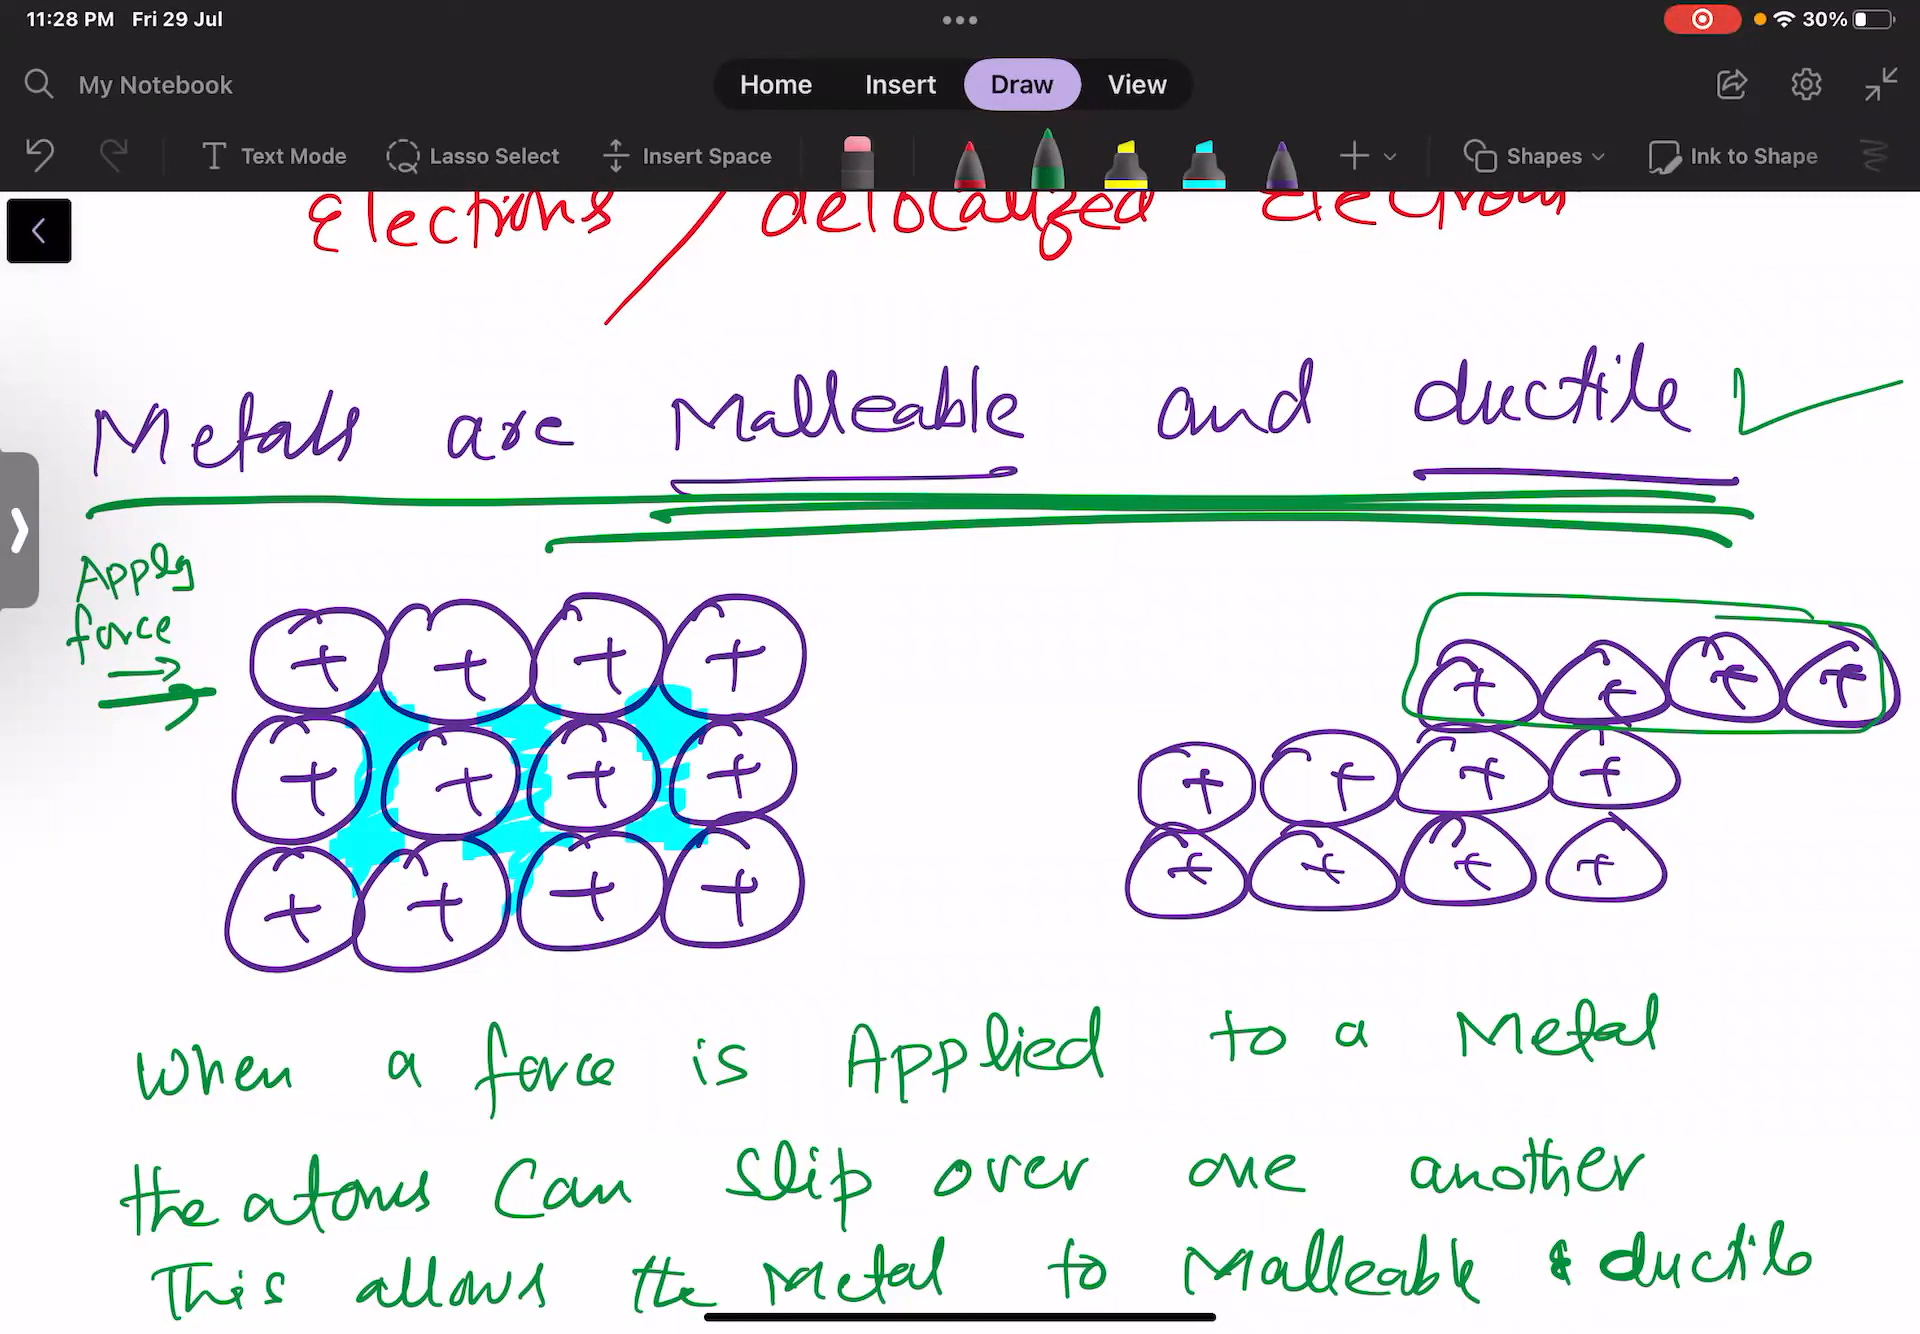 11:28 PM Fri 29 Jul
30%
My Notebook
Home Insert Draw View
Text Mode Lasso Select Insert Space Shapes Ink to Shape
Electrons / delocalized Electron
Metals are Malleable and ductile
Apply
force
+ + + +
+ + + +
+ + + +
+ + + +
+ + + +
+ + + +
When a force is Applied to a Metal
the atoms Can slip over one another
This allows the Metal to Malleable & ductile